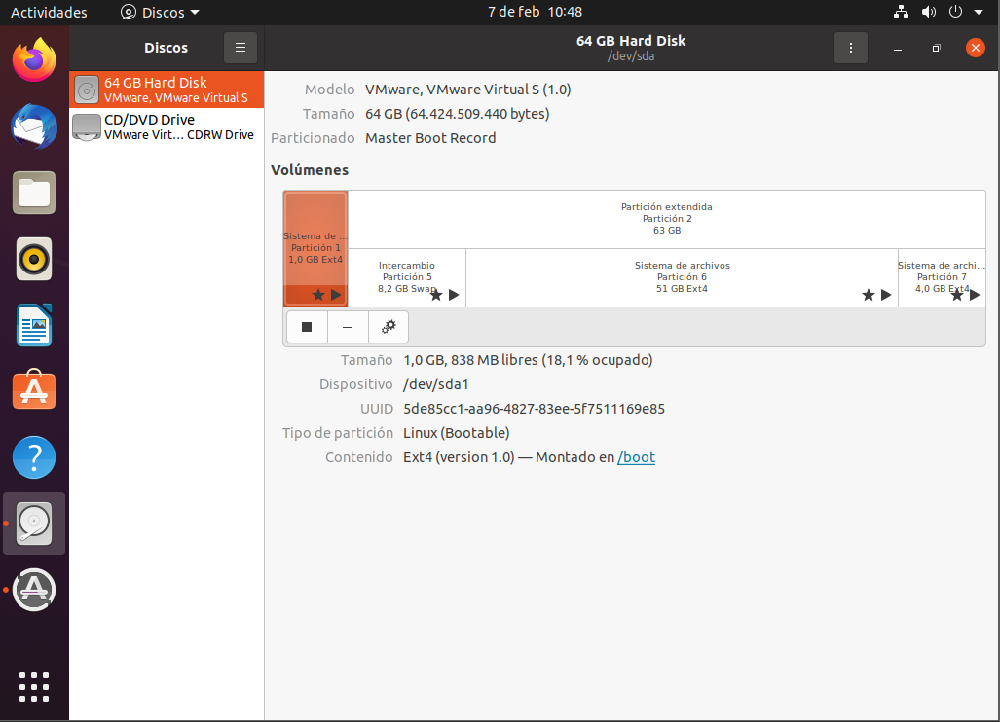 Actividades
Discos
7 de feb 10:48
Discos
64 GB Hard Disk
/dev/sda
64 GB Hard Disk
VMware, VMware Virtual S
CD/DVD Drive
VMware Virt… CDRW Drive
Modelo VMware, VMware Virtual S (1.0)
Tamaño 64 GB (64.424.509.440 bytes)
Particionado Master Boot Record
Volúmenes
Sistema de …
Partición 1
1,0 GB Ext4
Partición extendida
Partición 2
63 GB
Intercambio
Partición 5
8,2 GB Swap
Sistema de archivos
Partición 6
51 GB Ext4
Sistema de archi…
Partición 7
4,0 GB Ext4
Tamaño 1,0 GB, 838 MB libres (18,1 % ocupado)
Dispositivo /dev/sda1
UUID 5de85cc1-aa96-4827-83ee-5f7511169e85
Tipo de partición Linux (Bootable)
Contenido Ext4 (version 1.0) — Montado en /boot